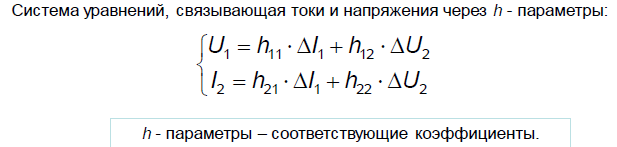 Система уравнений, связывающая токи и напряжения через h - параметры:
U₁ = h₁₁ · ΔI₁ + h₁₂ · ΔU₂
I₂ = h₂₁ · ΔI₁ + h₂₂ · ΔU₂
h - параметры – соответствующие коэффициенты.